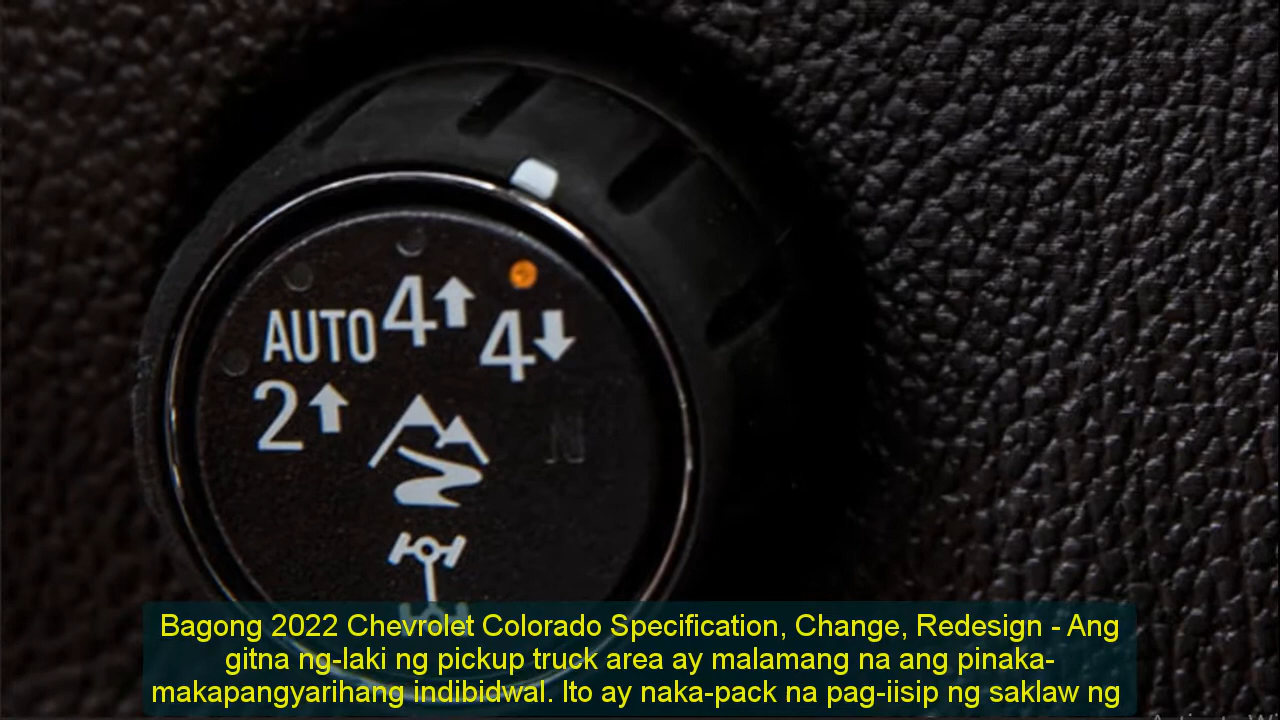 AUTO 4↑ 4↓
2↑
N
Bagong 2022 Chevrolet Colorado Specification, Change, Redesign - Ang
gitna ng-laki ng pickup truck area ay malamang na ang pinaka-
makapangyarihang indibidwal. Ito ay naka-pack na pag-iisip ng saklaw ng